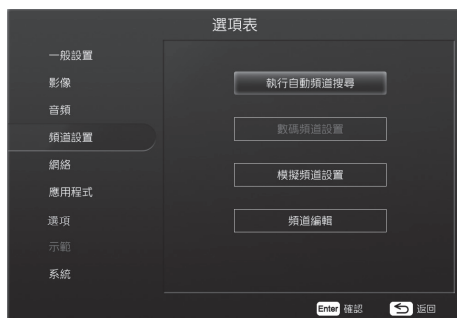 選項表
一般設置
影像
音頻
頻道設置
網絡
應用程式
選項
示範
系統
執行自動頻道搜尋
數碼頻道設置
模擬頻道設置
頻道編輯
Enter 確認 返回